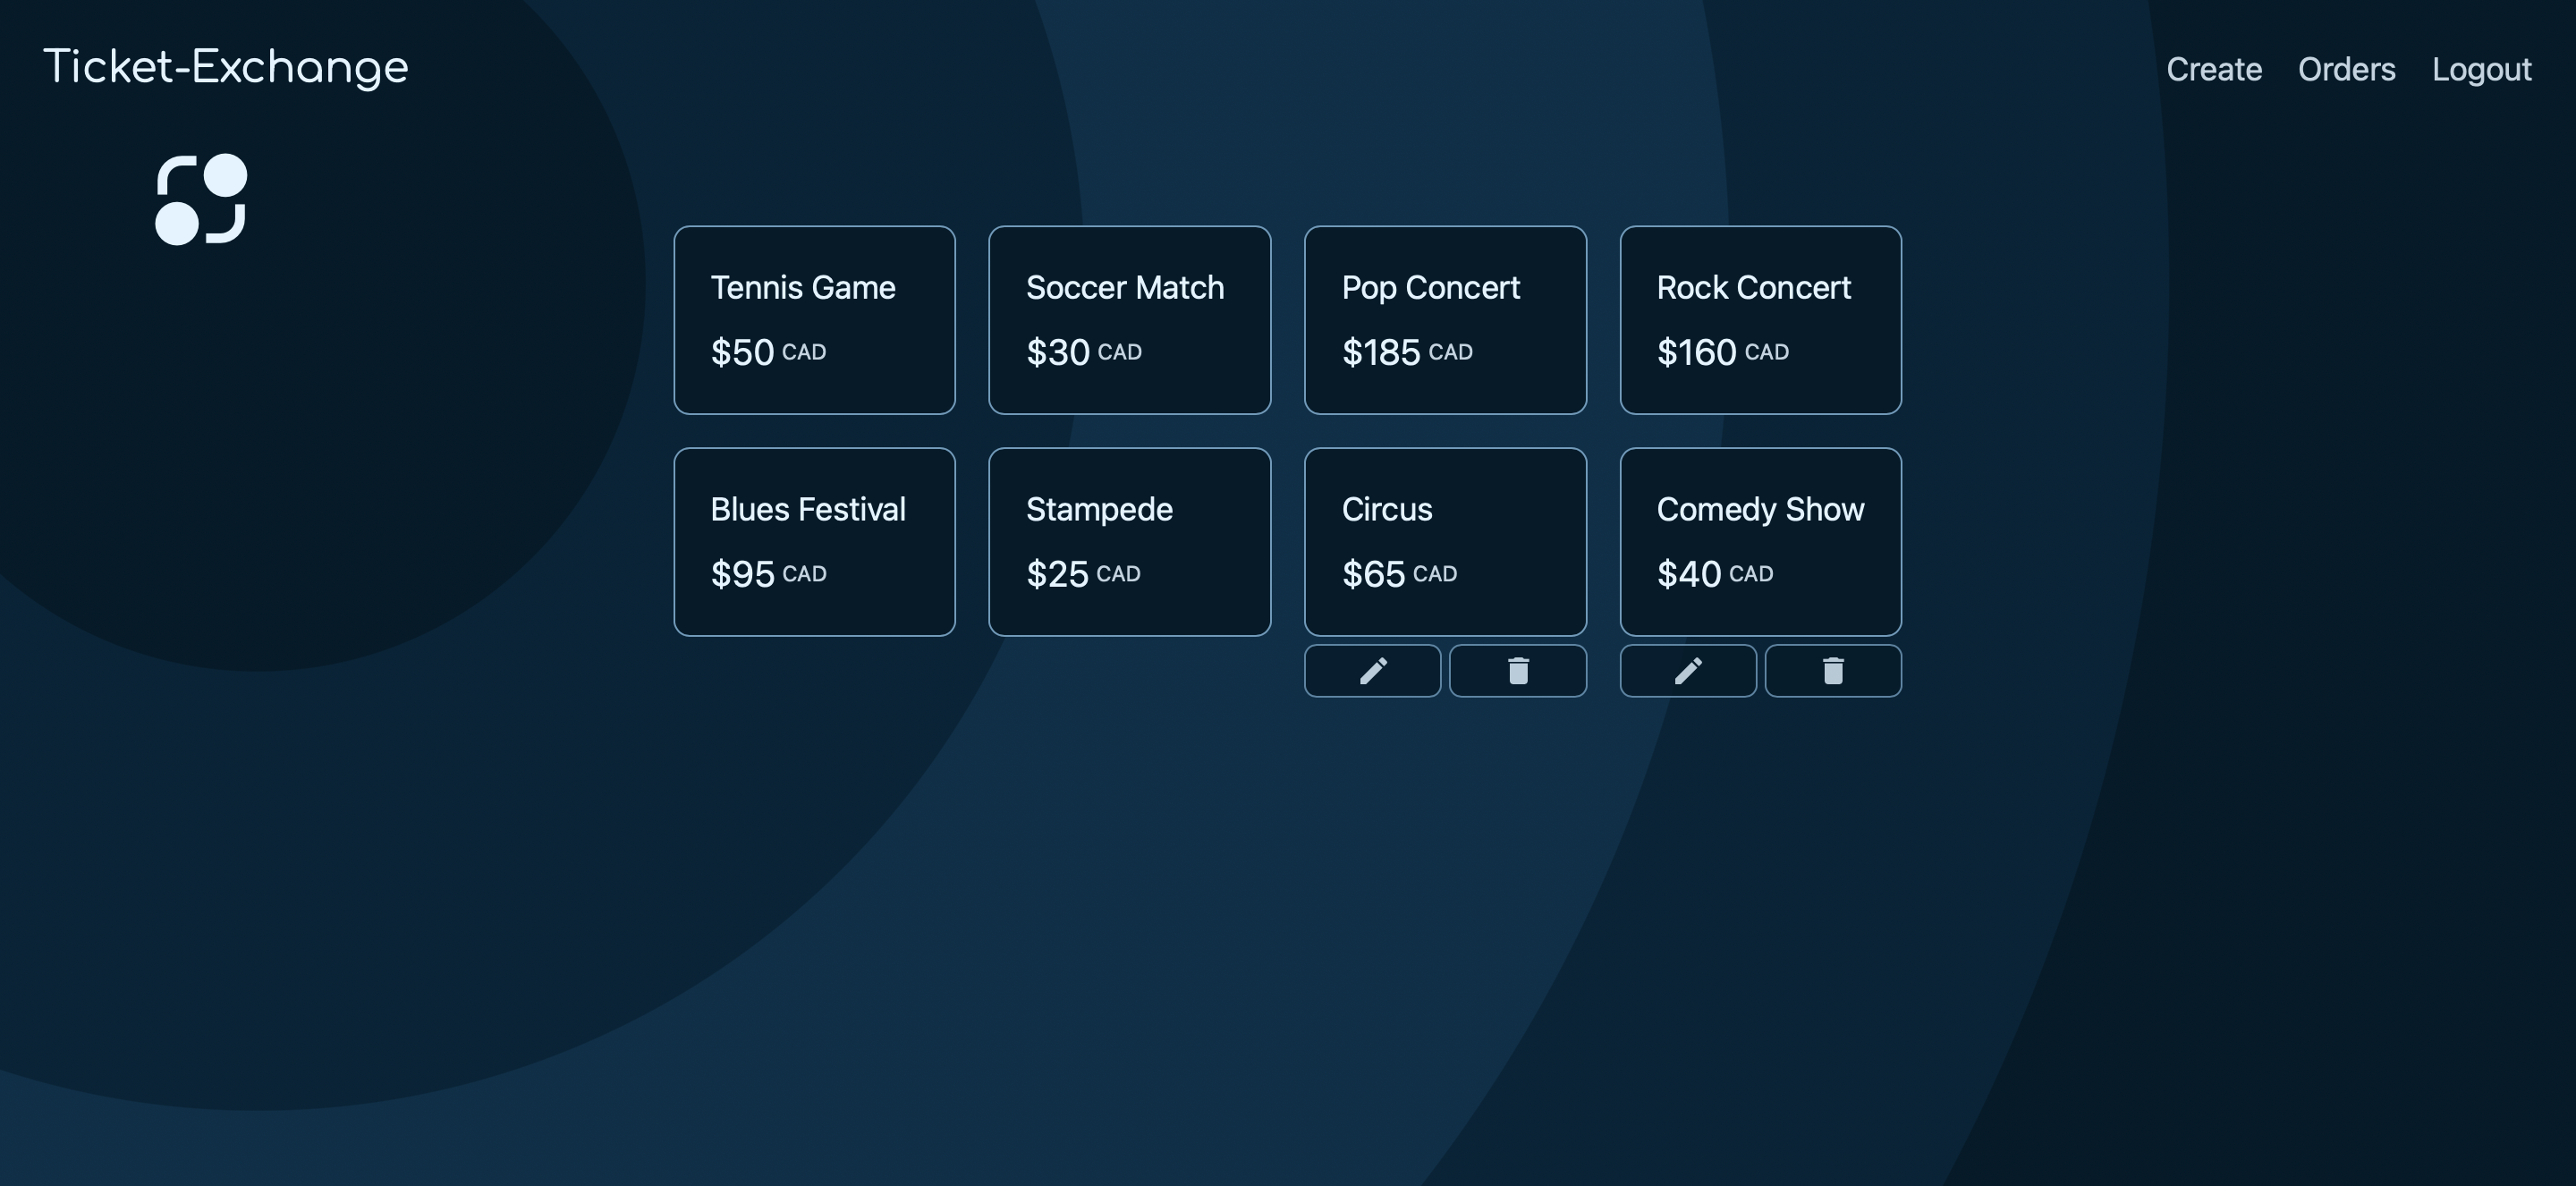 Ticket-Exchange
Create Orders Logout
Tennis Game
$50 CAD
Soccer Match
$30 CAD
Pop Concert
$185 CAD
Rock Concert
$160 CAD
Blues Festival
$95 CAD
Stampede
$25 CAD
Circus
$65 CAD
Comedy Show
$40 CAD